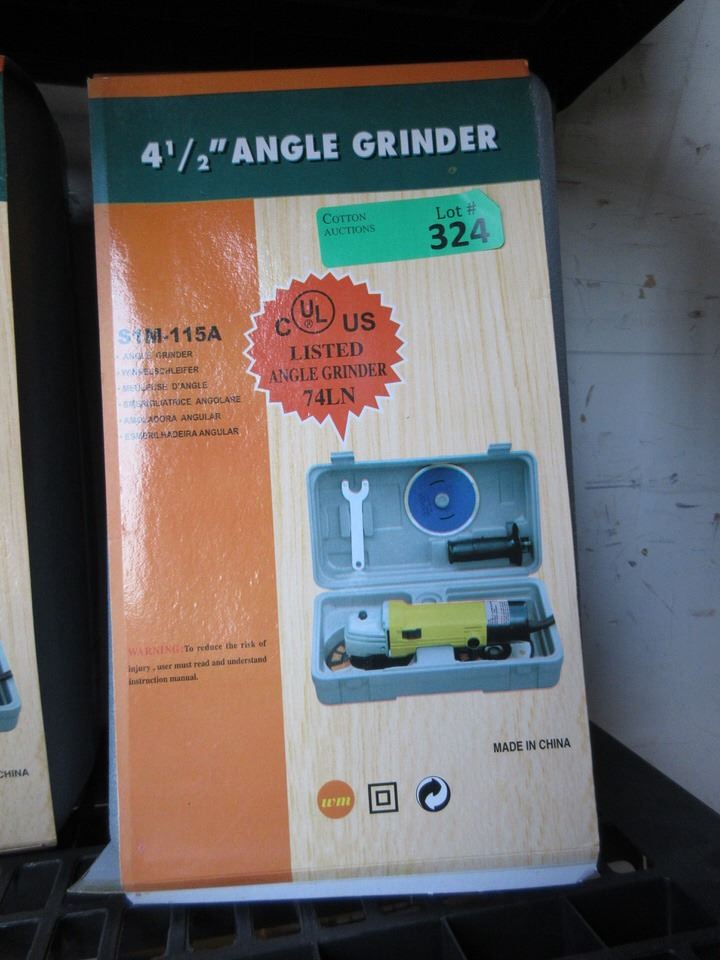 4 1/2" ANGLE GRINDER
COTTON AUCTIONS
Lot #
324
C UL® US
LISTED
ANGLE GRINDER
74LN
S1M-115A
• ANGLE GRINDER
• WINKELSCHLEIFER
• MEULEUSE D'ANGLE
• SMERIGLIATRICE ANGOLARE
• AMOLADORA ANGULAR
• ESMERILHADEIRA ANGULAR
WARNING: To reduce the risk of
injury , user must read and understand
instruction manual.
MADE IN CHINA
wm
CHINA